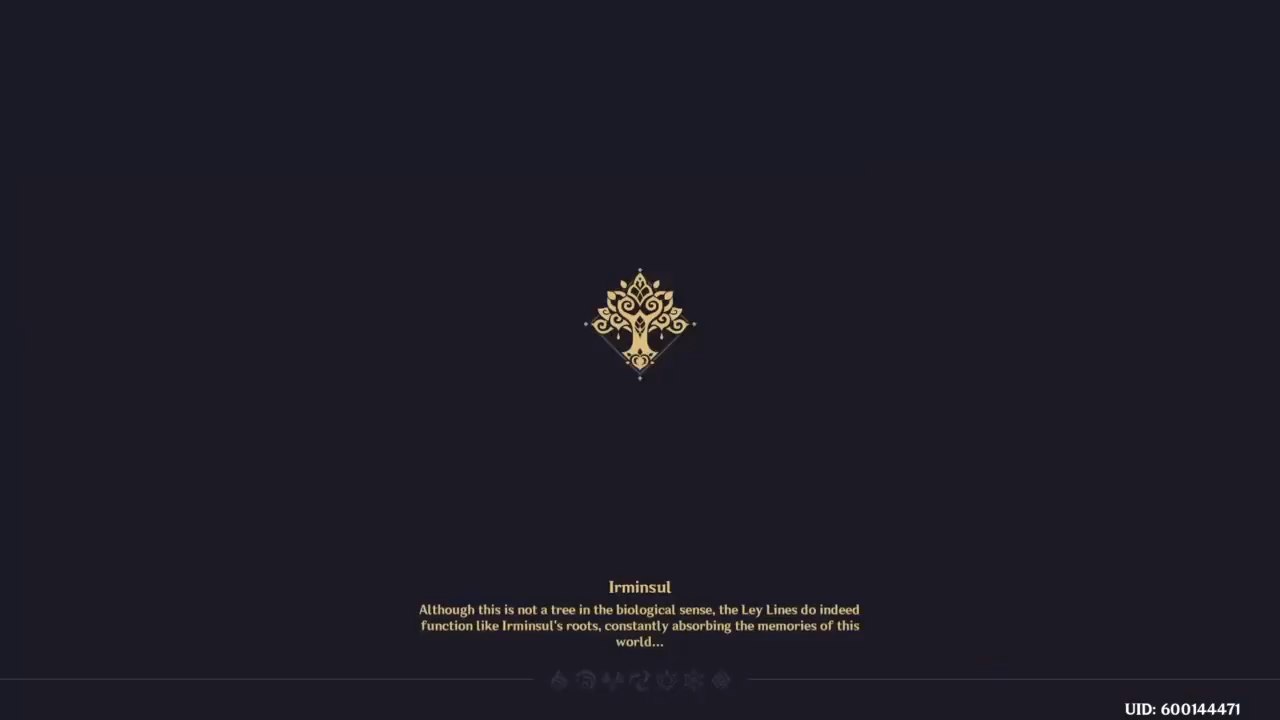 Irminsul
Although this is not a tree in the biological sense, the Ley Lines do indeed
function like Irminsul's roots, constantly absorbing the memories of this
world...
UID: 600144471